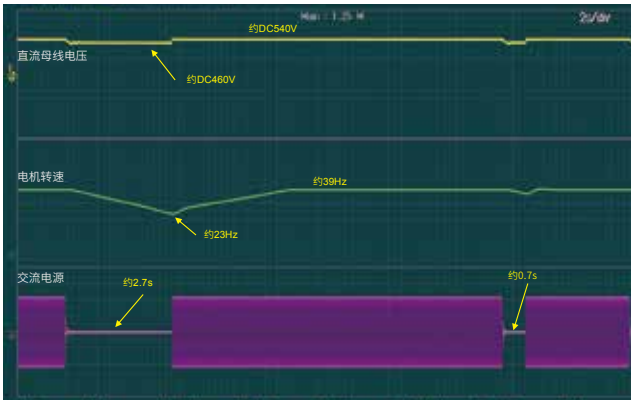 2s/div
约DC540V
直流母线电压
约DC460V
电机转速
约39Hz
约23Hz
交流电源
约2.7s
约0.7s